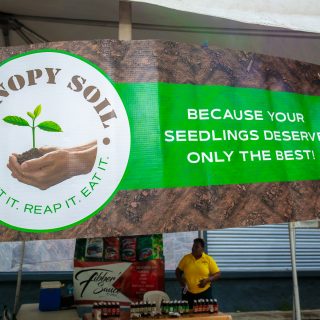 NOPY SOIL.
T IT. REAP IT. EAT IT.
BECAUSE YOUR
SEEDLINGS DESERVE
ONLY THE BEST!